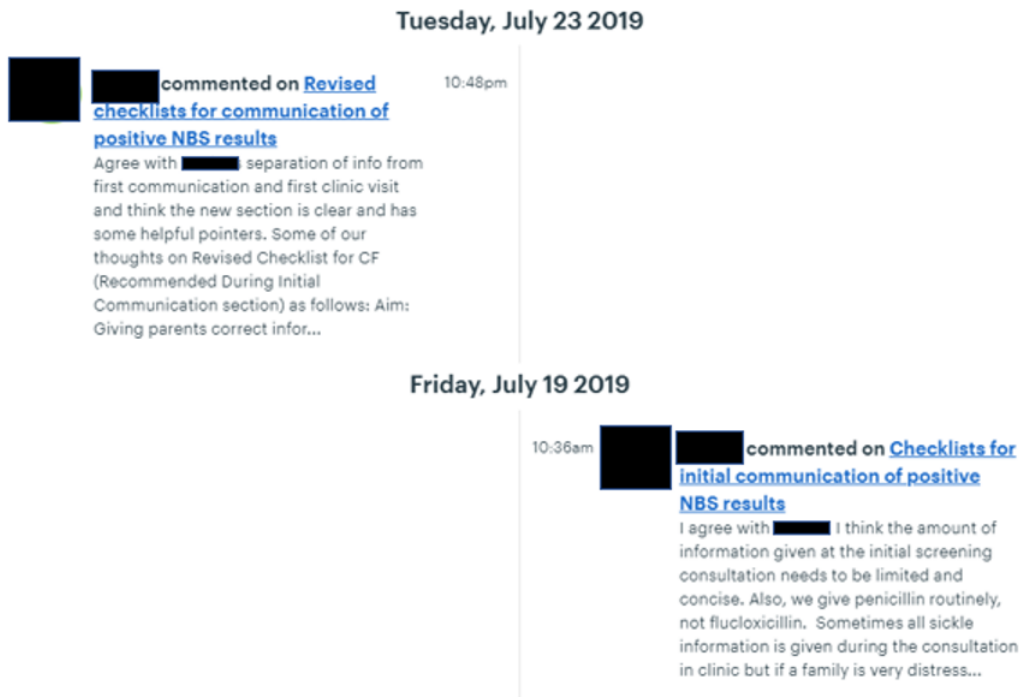 Tuesday, July 23 2019
commented on Revised
10:48pm
checklists for communication of
positive NBS results
Agree with separation of info from
first communication and first clinic visit
and think the new section is clear and has
some helpful pointers. Some of our
thoughts on Revised Checklist for CF
(Recommended During Initial
Communication section) as follows: Aim:
Giving parents correct infor...
Friday, July 19 2019
10:36am
commented on Checklists for
initial communication of positive
NBS results
I agree with I think the amount of
information given at the initial screening
consultation needs to be limited and
concise. Also, we give penicillin routinely,
not flucloxicillin. Sometimes all sickle
information is given during the consultation
in clinic but if a family is very distress...